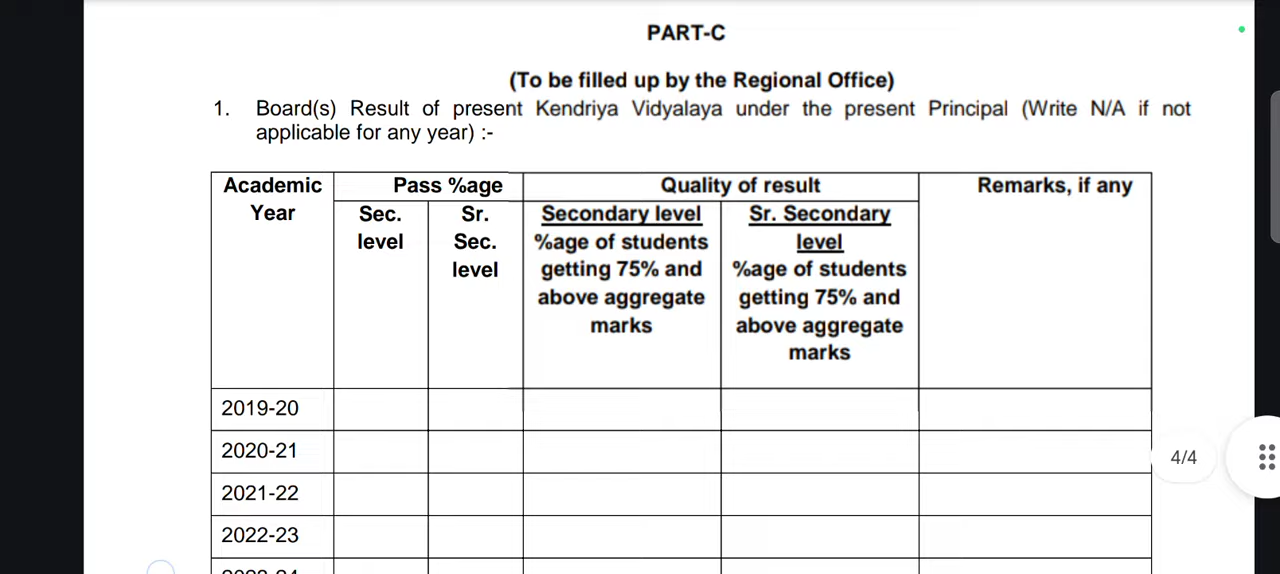 PART-C
(To be filled up by the Regional Office)
1. Board(s) Result of present Kendriya Vidyalaya under the present Principal (Write N/A if not
applicable for any year) :-
Academic Year
Pass %age
Quality of result
Remarks, if any
Sec.
level
Sr.
Sec.
level
Secondary level
%age of students
getting 75% and
above aggregate
marks
Sr. Secondary
level
%age of students
getting 75% and
above aggregate
marks
2019-20
2020-21
2021-22
2022-23
4/4